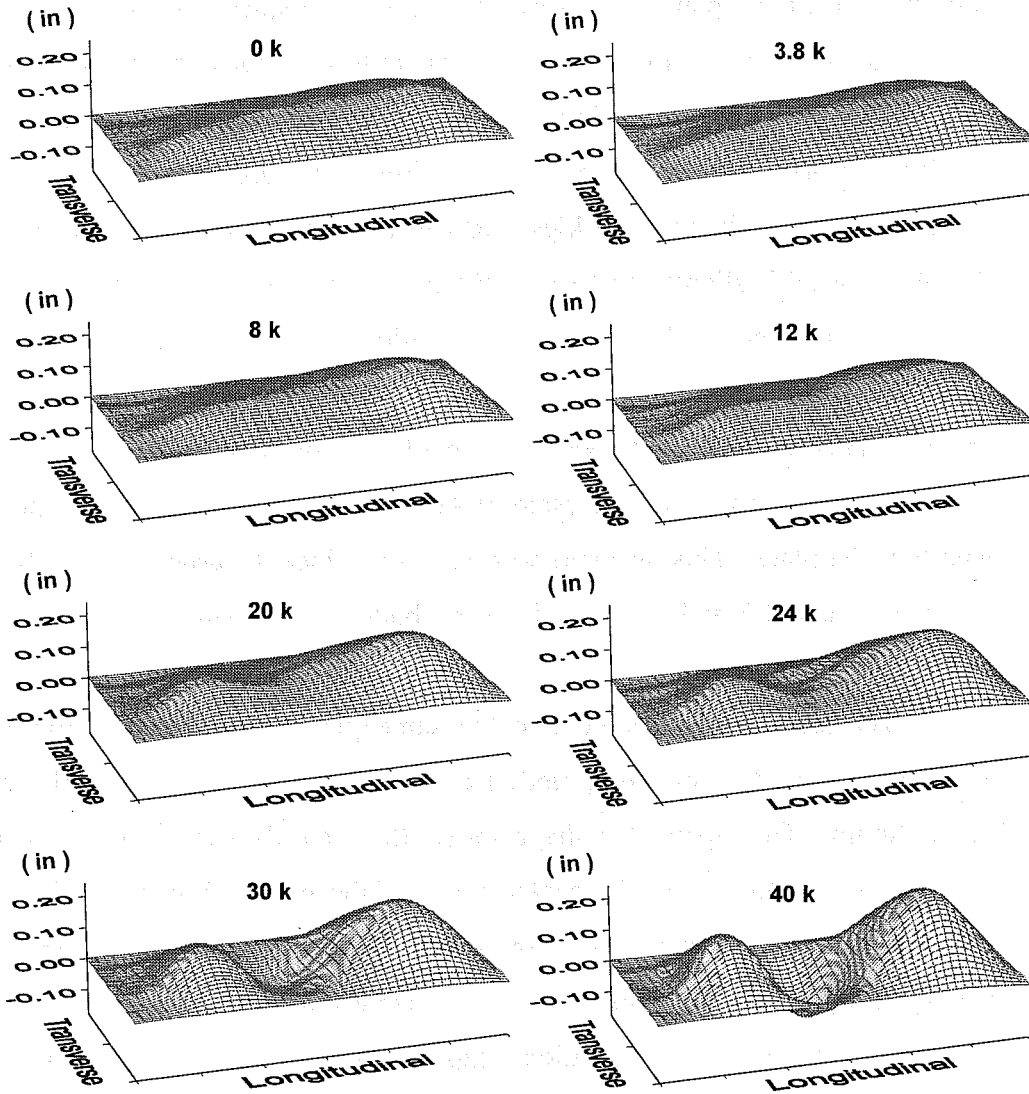 ( in )
0 k
0.20
0.10
0.00
-0.10
Transverse
Longitudinal
( in )
3.8 k
0.20
0.10
0.00
-0.10
Transverse
Longitudinal
( in )
8 k
0.20
0.10
0.00
-0.10
Transverse
Longitudinal
( in )
12 k
0.20
0.10
0.00
-0.10
Transverse
Longitudinal
( in )
20 k
0.20
0.10
0.00
-0.10
Transverse
Longitudinal
( in )
24 k
0.20
0.10
0.00
-0.10
Transverse
Longitudinal
( in )
30 k
0.20
0.10
0.00
-0.10
Transverse
Longitudinal
( in )
40 k
0.20
0.10
0.00
-0.10
Transverse
Longitudinal